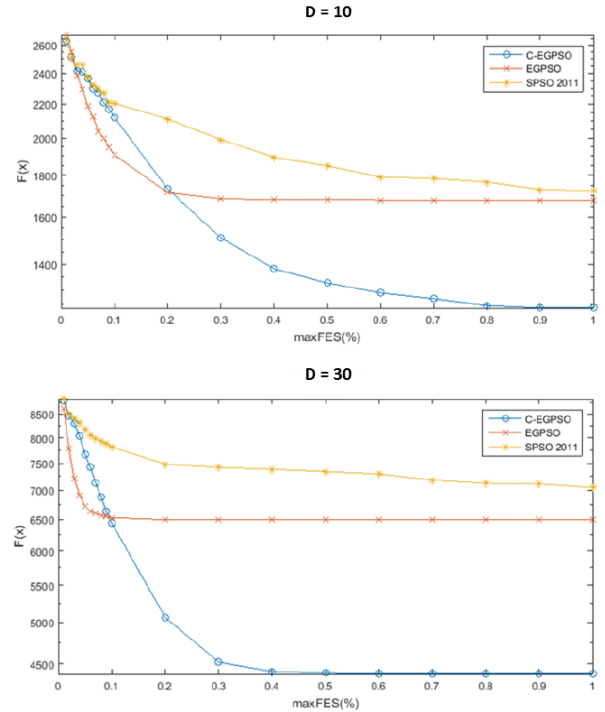 D = 10
2600
2400
2200
2000
1800
1600
1400
F(x)
C-EGPSO
EGPSO
SPSO 2011
0 0.1 0.2 0.3 0.4 0.5 0.6 0.7 0.8 0.9 1
maxFES(%)
D = 30
8500
8000
7500
7000
6500
6000
5500
5000
4500
F(x)
C-EGPSO
EGPSO
SPSO 2011
0 0.1 0.2 0.3 0.4 0.5 0.6 0.7 0.8 0.9 1
maxFES(%)